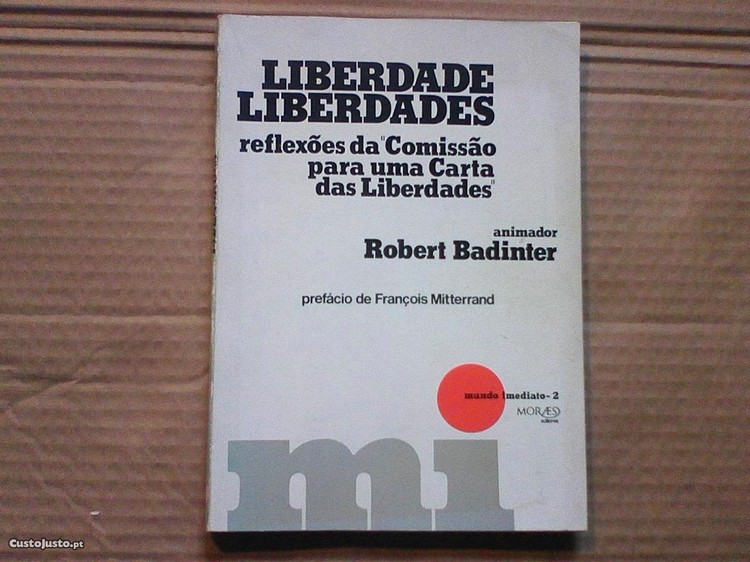 LIBERDADE
LIBERDADES
reflexões da "Comissão
para uma Carta
das Liberdades"
animador
Robert Badinter
prefácio de François Mitterrand
mundo imediato - 2
MORÆS
editores
mi
CustoJusto.pt